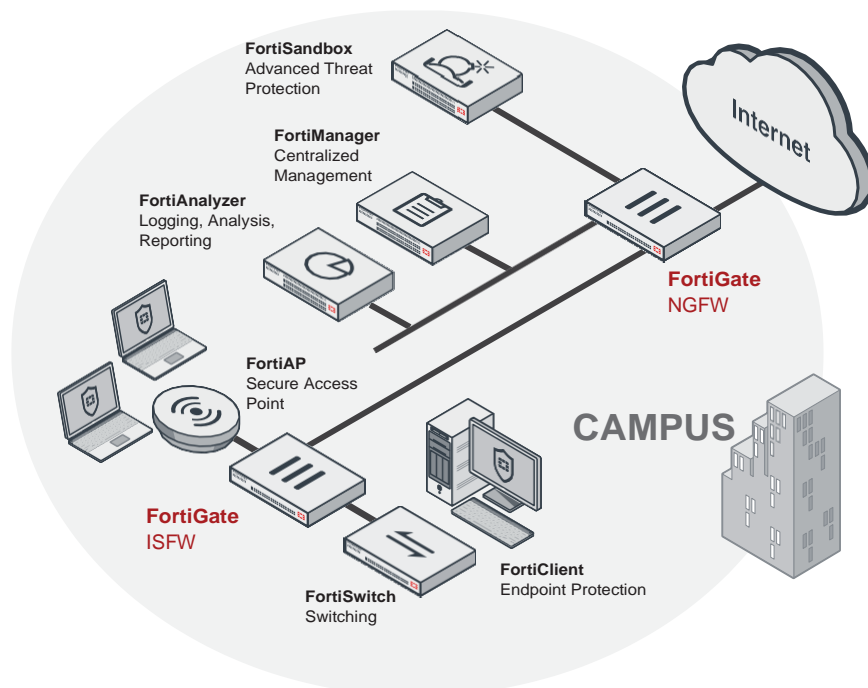 FortiSandbox
Advanced Threat
Protection
Internet
FortiManager
Centralized
Management
FortiAnalyzer
Logging, Analysis,
Reporting
FortiGate
NGFW
FortiAP
Secure Access
Point
CAMPUS
FortiGate
ISFW
FortiClient
Endpoint Protection
FortiSwitch
Switching